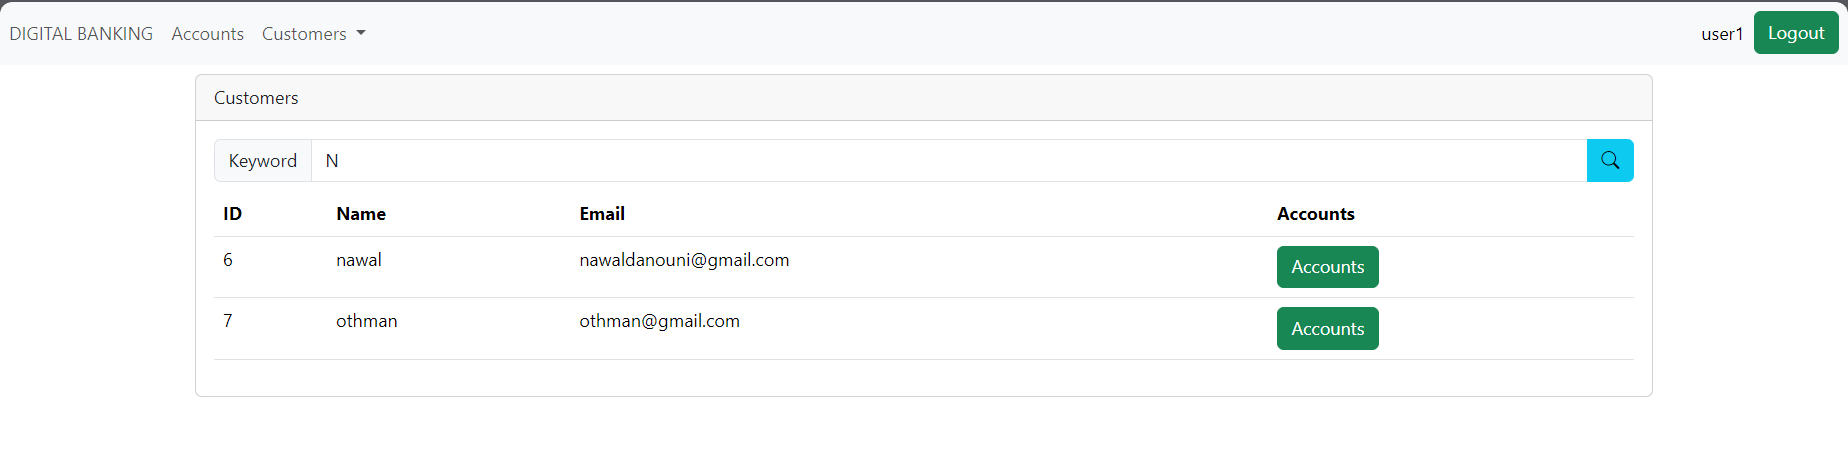 DIGITAL BANKING Accounts Customers user1 Logout
Customers
Keyword N
ID Name Email Accounts
6 nawal nawaldanouni@gmail.com Accounts
7 othman othman@gmail.com Accounts